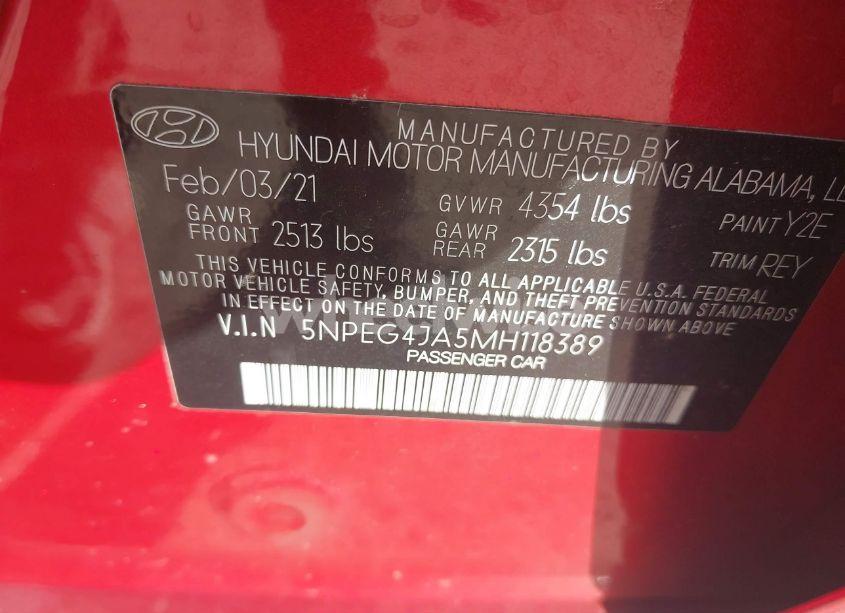 MANUFACTURED BY
HYUNDAI MOTOR MANUFACTURING ALABAMA,
Feb/03/21 GVWR 4354 lbs PAINT Y2E
GAWR FRONT 2513 lbs GAWR REAR 2315 lbs TRIM REY
THIS VEHICLE CONFORMS TO ALL APPLICABLE U.S.A. FEDERAL
MOTOR VEHICLE SAFETY, BUMPER, AND THEFT PREVENTION STANDARDS
IN EFFECT ON THE DATE OF MANUFACTURE SHOWN ABOVE
V.I.N 5NPEG4JA5MH118389
PASSENGER CAR